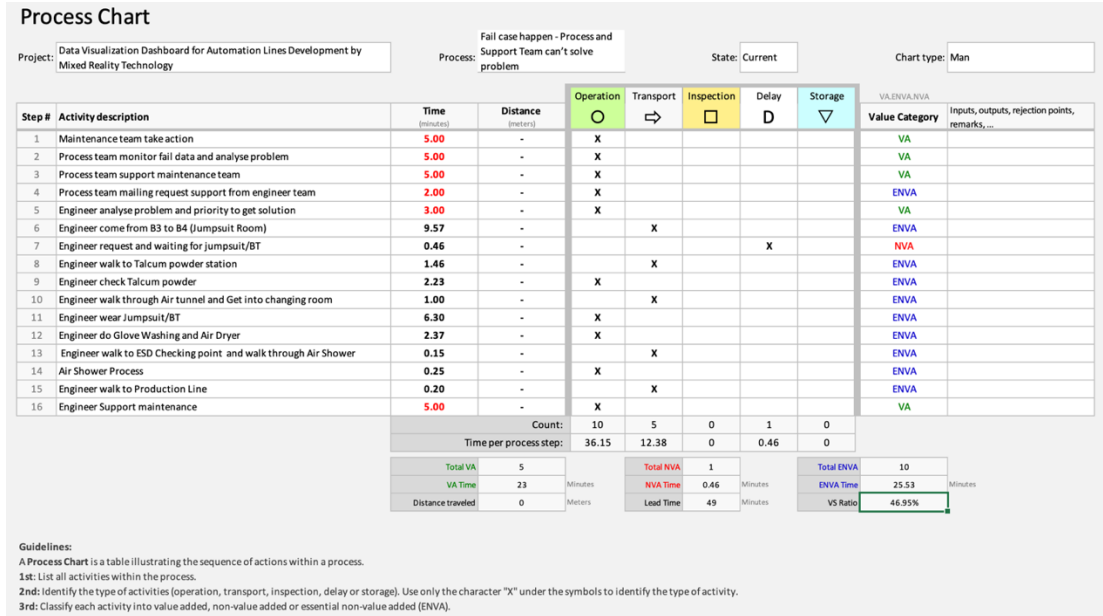 Process Chart
Project: Data Visualization Dashboard for Automation Lines Development by Mixed Reality Technology Process: Fail case happen - Process and Support Team can't solve problem State: Current Chart type: Man
Operation Transport Inspection Delay Storage VA.ENVA.NVA
Step # Activity description Time (minutes) Distance (meters) D Value Category Inputs, outputs, rejection points, remarks, ...
1 Maintenance team take action 5.00 - X VA
2 Process team monitor fail data and analyse problem 5.00 - X VA
3 Process team support maintenance team 5.00 - X VA
4 Process team mailing request support from engineer team 2.00 - X ENVA
5 Engineer analyse problem and priority to get solution 3.00 - X VA
6 Engineer come from B3 to B4 (Jumpsuit Room) 9.57 - X ENVA
7 Engineer request and waiting for jumpsuit/BT 0.46 - X NVA
8 Engineer walk to Talcum powder station 1.46 - X ENVA
9 Engineer check Talcum powder 2.23 - X ENVA
10 Engineer walk through Air tunnel and Get into changing room 1.00 - X ENVA
11 Engineer wear Jumpsuit/BT 6.30 - X ENVA
12 Engineer do Glove Washing and Air Dryer 2.37 - X ENVA
13 Engineer walk to ESD Checking point and walk through Air Shower 0.15 - X ENVA
14 Air Shower Process 0.25 - X ENVA
15 Engineer walk to Production Line 0.20 - X ENVA
16 Engineer Support maintenance 5.00 - X VA
Count: 10 5 0 1 0
Time per process step: 36.15 12.38 0 0.46 0
Total VA 5 Total NVA 1 Total ENVA 10
VA Time 23 Minutes NVA Time 0.46 Minutes ENVA Time 25.53 Minutes
Distance traveled 0 Meters Lead Time 49 Minutes VS Ratio 46.95%
Guidelines:
A Process Chart is a table illustrating the sequence of actions within a process.
1st: List all activities within the process.
2nd: Identify the type of activities (operation, transport, inspection, delay or storage). Use only the character "X" under the symbols to identify the type of activity.
3rd: Classify each activity into value added, non-value added or essential non-value added (ENVA).